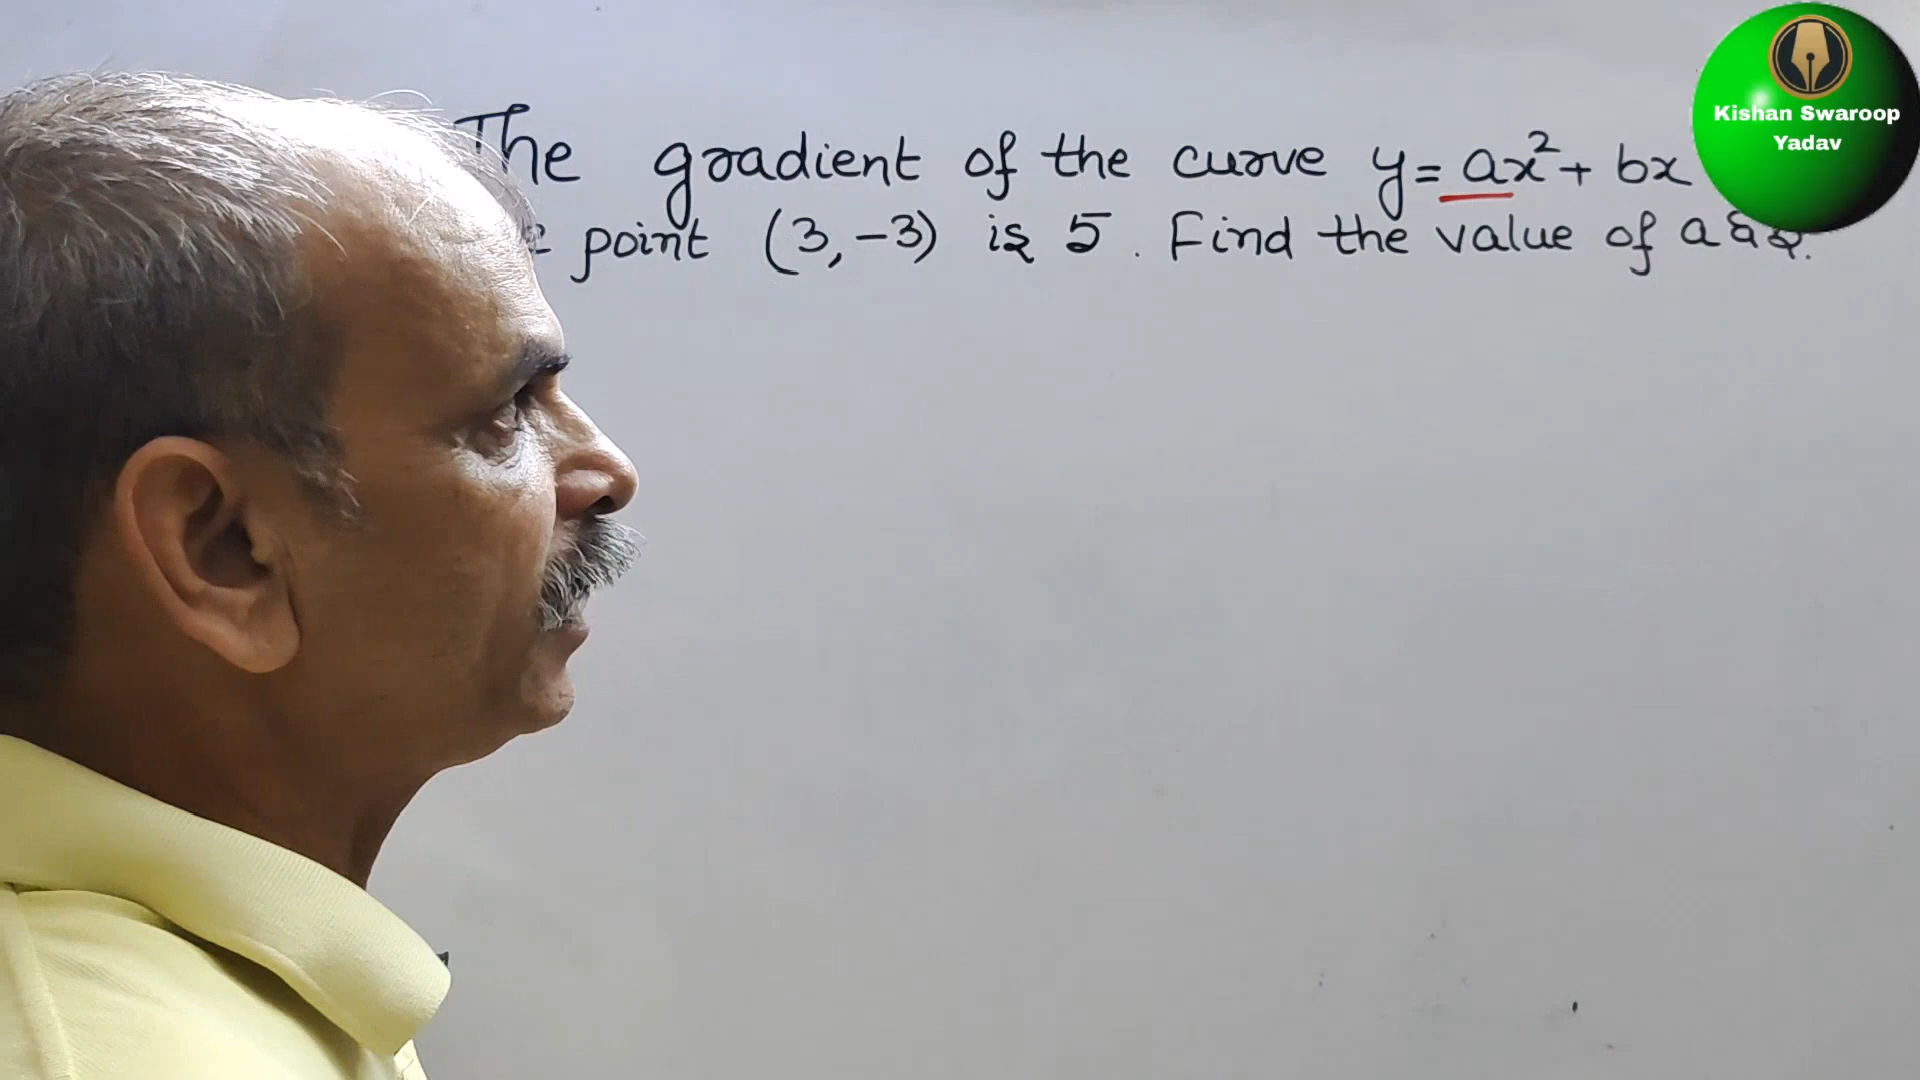 The gradient of the curve y = ax² + bx
point (3, -3) is 5. Find the value of a &
Kishan Swaroop
Yadav